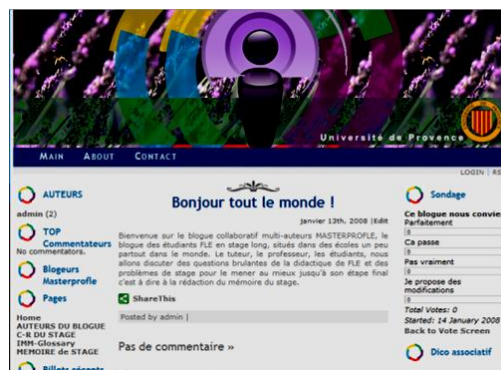 Université de Provence
MAIN ABOUT CONTACT
LOGIN | RS
AUTEURS
admin (2)
TOP
Commentateurs
No commentators.
Blogeurs
Masterprofle
Pages
Home
AUTEURS DU BLOGUE
C-R DU STAGE
IMM-Glossary
MEMOIRE de STAGE
Billets récents
Bonjour tout le monde !
janvier 13th, 2008 |Edit
Bienvenue sur le blogue collaboratif multi-auteurs MASTERPROFLE, le
blogue des étudiants FLE en stage long, situés dans des écoles un peu
partout dans le monde. Le tuteur, le professeur, les étudiants, nous
allons discuter des questions brulantes de la didactique de FLE et des
problèmes de stage pour le mener au mieux jusqu'à son étape final
c'est à dire à la rédaction du mémoire du stage.
ShareThis
Posted by admin |
Pas de commentaire »
Sondage
Ce blogue nous convie
Parfaitement
0
Ca passe
0
Pas vraiment
0
Je propose des
modifications
0
Total Votes: 0
Started: 14 January 2008
Back to Vote Screen
Dico associatif